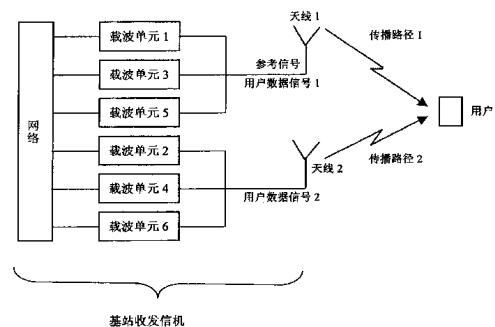 天线 1
载波单元 1
传播路径 1
参考信号
载波单元 3
用户数据信号 1
载波单元 5
用户
网络
载波单元 2
传播路径 2
天线 2
载波单元 4
用户数据信号 2
载波单元 6
基站收发信机